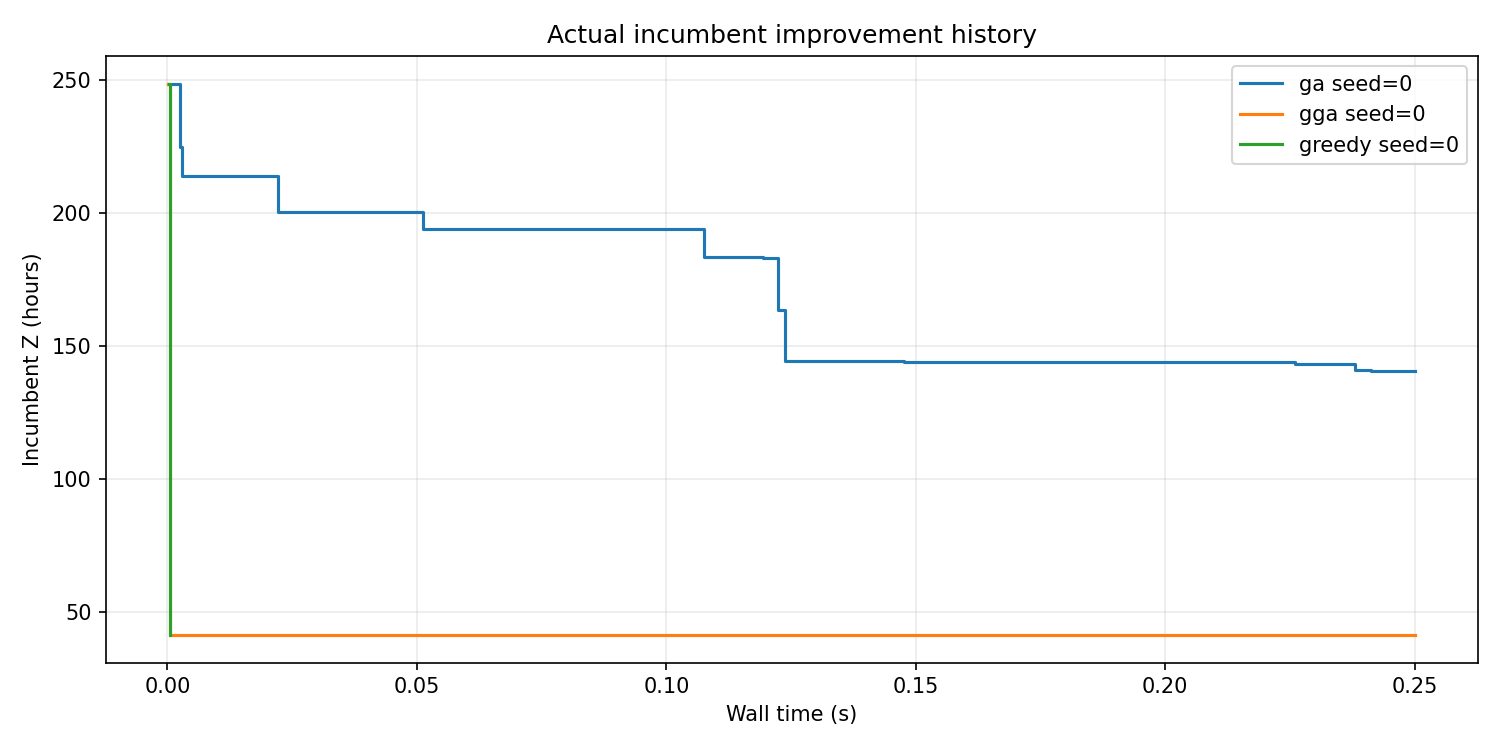 Actual incumbent improvement history
Incumbent Z (hours)
250
200
150
100
50
ga seed=0
gga seed=0
greedy seed=0
0.00
0.05
0.10
0.15
0.20
0.25
Wall time (s)